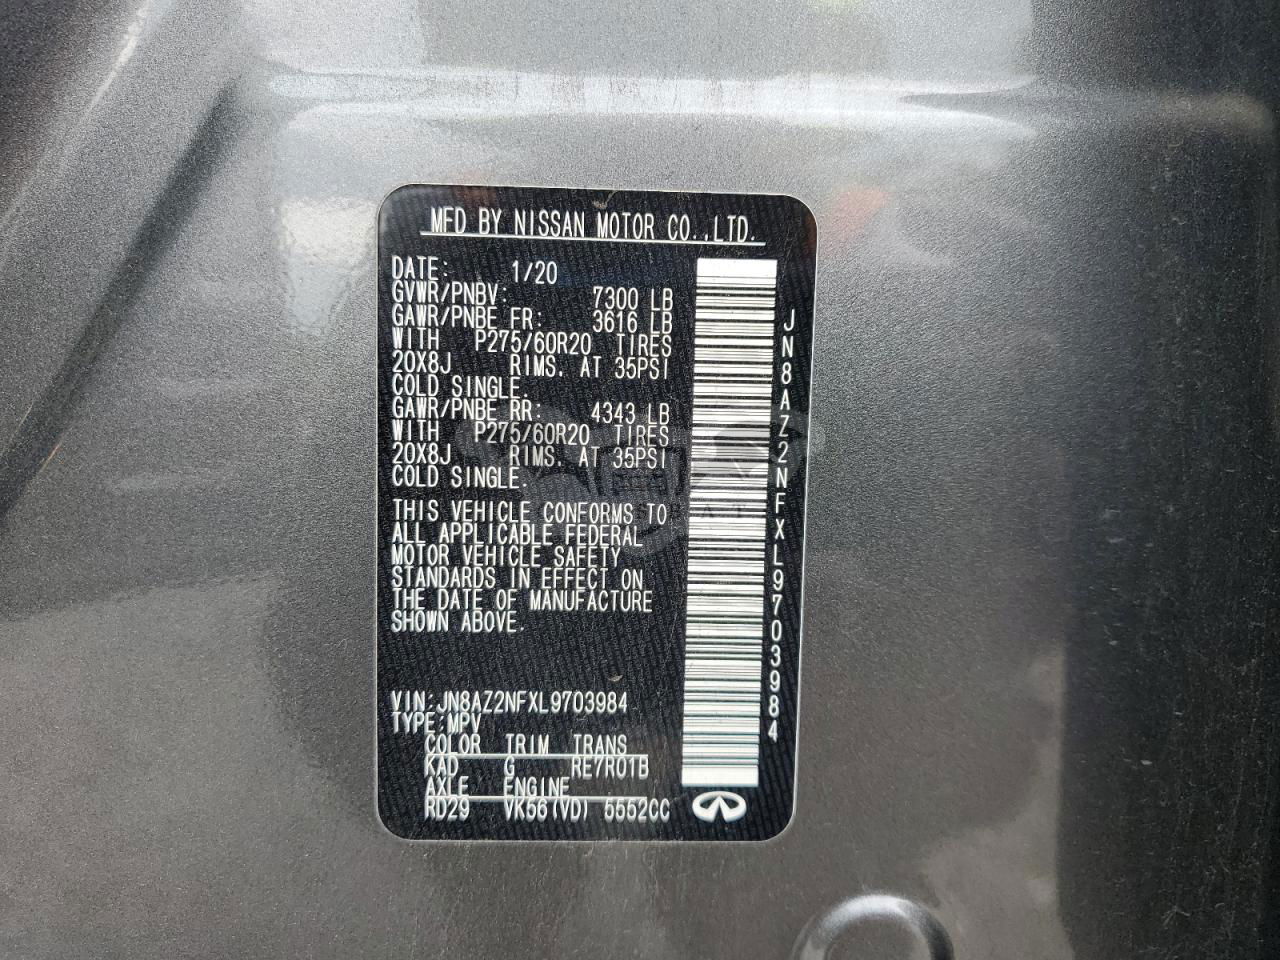 MFD BY NISSAN MOTOR CO.,LTD.
DATE: 1/20
GVWR/PNBV: 7300 LB
GAWR/PNBE FR: 3616 LB
WITH P275/60R20 TIRES
20X8J RIMS. AT 35PSI
COLD SINGLE.
GAWR/PNBE RR: 4343 LB
WITH P275/60R20 TIRES
20X8J RIMS. AT 35PSI
COLD SINGLE.
THIS VEHICLE CONFORMS TO
ALL APPLICABLE FEDERAL
MOTOR VEHICLE SAFETY
STANDARDS IN EFFECT ON
THE DATE OF MANUFACTURE
SHOWN ABOVE.
VIN:JN8AZ2NFXL9703984
TYPE:MPV
COLOR TRIM TRANS
KAD G RE7R01B
AXLE ENGINE
RD29 VK56(VD) 5552CC
JN8AZ2NFXL9703984